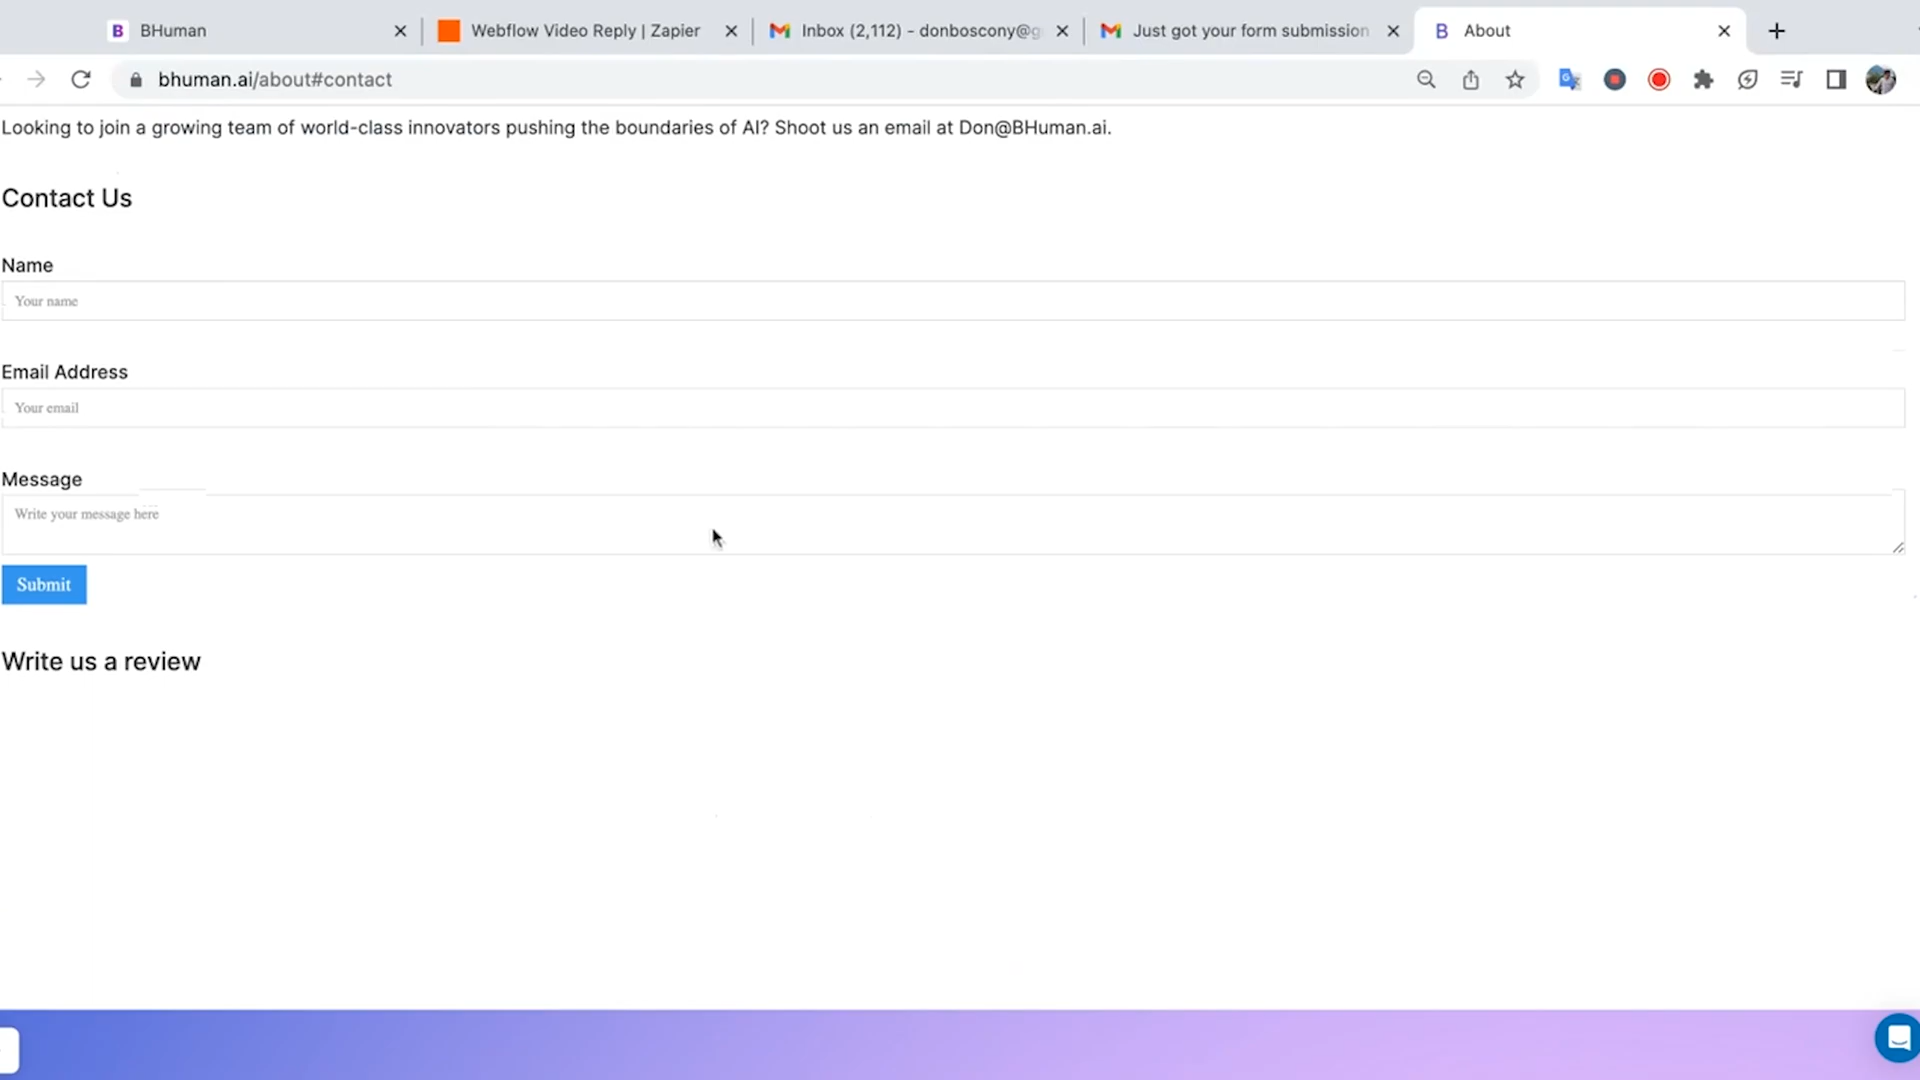 BHuman
Webflow Video Reply | Zapier
Inbox (2,112) - donboscony@g
Just got your form submission
About
bhuman.ai/about#contact
Looking to join a growing team of world-class innovators pushing the boundaries of AI? Shoot us an email at Don@BHuman.ai.
Contact Us
Name
Your name
Email Address
Your email
Message
Write your message here
Submit
Write us a review